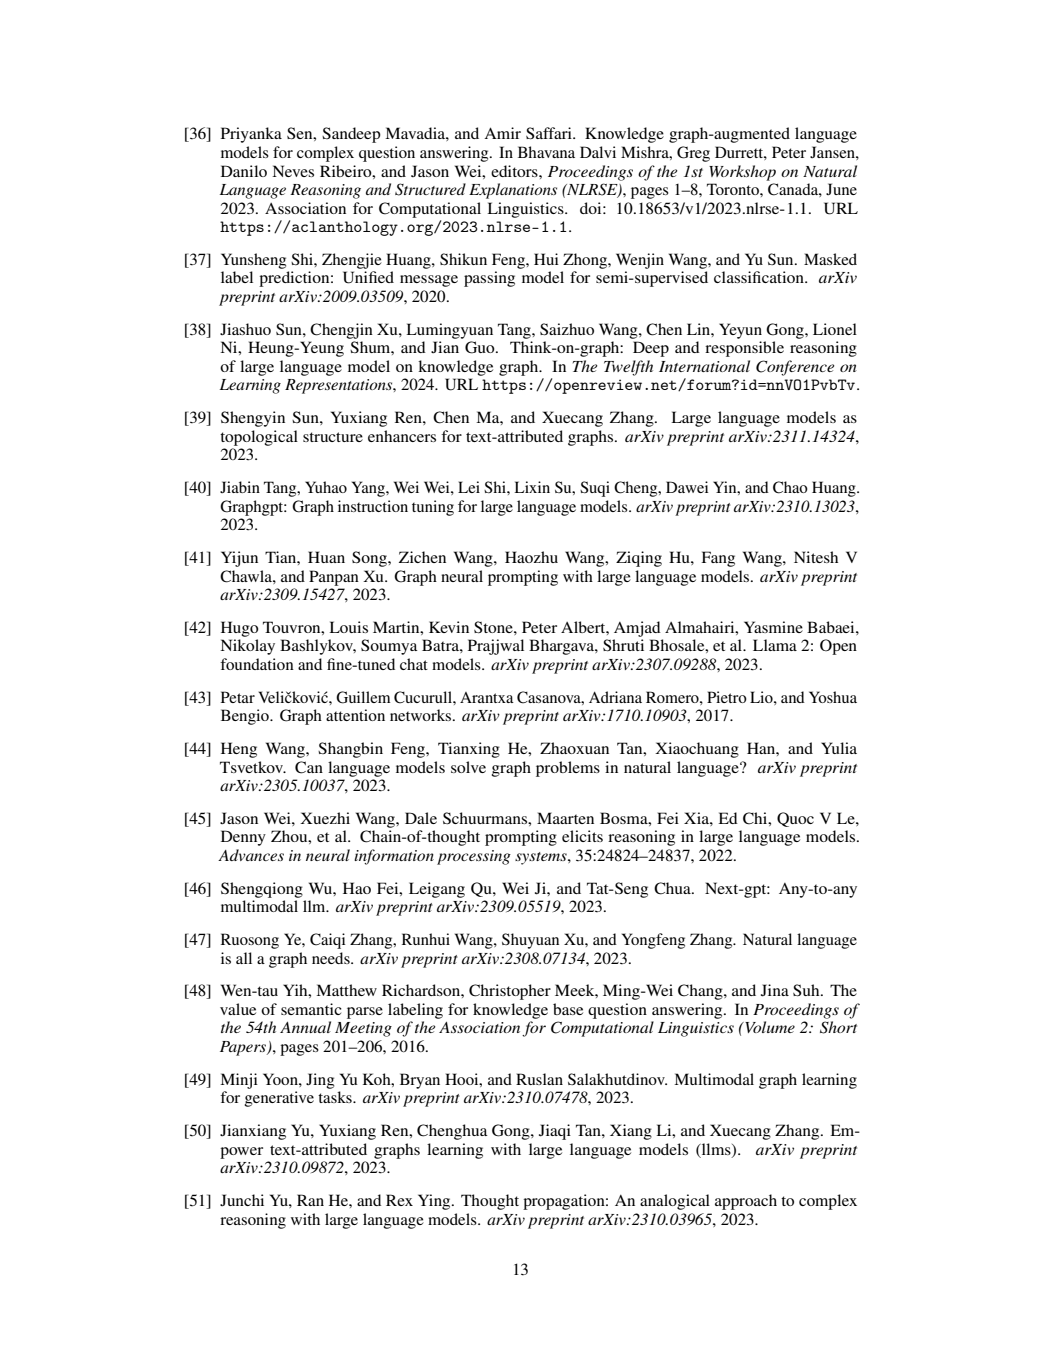 [36] Priyanka Sen, Sandeep Mavadia, and Amir Saffari. Knowledge graph-augmented language
models for complex question answering. In Bhavana Dalvi Mishra, Greg Durrett, Peter Jansen,
Danilo Neves Ribeiro, and Jason Wei, editors, Proceedings of the 1st Workshop on Natural
Language Reasoning and Structured Explanations (NLRSE), pages 1–8, Toronto, Canada, June
2023. Association for Computational Linguistics. doi: 10.18653/v1/2023.nlrse-1.1. URL
https://aclanthology.org/2023.nlrse-1.1.
[37] Yunsheng Shi, Zhengjie Huang, Shikun Feng, Hui Zhong, Wenjin Wang, and Yu Sun. Masked
label prediction: Unified message passing model for semi-supervised classification. arXiv
preprint arXiv:2009.03509, 2020.
[38] Jiashuo Sun, Chengjin Xu, Lumingyuan Tang, Saizhuo Wang, Chen Lin, Yeyun Gong, Lionel
Ni, Heung-Yeung Shum, and Jian Guo. Think-on-graph: Deep and responsible reasoning
of large language model on knowledge graph. In The Twelfth International Conference on
Learning Representations, 2024. URL https://openreview.net/forum?id=nnVO1PvbTv.
[39] Shengyin Sun, Yuxiang Ren, Chen Ma, and Xuecang Zhang. Large language models as
topological structure enhancers for text-attributed graphs. arXiv preprint arXiv:2311.14324,
2023.
[40] Jiabin Tang, Yuhao Yang, Wei Wei, Lei Shi, Lixin Su, Suqi Cheng, Dawei Yin, and Chao Huang.
Graphgpt: Graph instruction tuning for large language models. arXiv preprint arXiv:2310.13023,
2023.
[41] Yijun Tian, Huan Song, Zichen Wang, Haozhu Wang, Ziqing Hu, Fang Wang, Nitesh V
Chawla, and Panpan Xu. Graph neural prompting with large language models. arXiv preprint
arXiv:2309.15427, 2023.
[42] Hugo Touvron, Louis Martin, Kevin Stone, Peter Albert, Amjad Almahairi, Yasmine Babaei,
Nikolay Bashlykov, Soumya Batra, Prajjwal Bhargava, Shruti Bhosale, et al. Llama 2: Open
foundation and fine-tuned chat models. arXiv preprint arXiv:2307.09288, 2023.
[43] Petar Veličković, Guillem Cucurull, Arantxa Casanova, Adriana Romero, Pietro Lio, and Yoshua
Bengio. Graph attention networks. arXiv preprint arXiv:1710.10903, 2017.
[44] Heng Wang, Shangbin Feng, Tianxing He, Zhaoxuan Tan, Xiaochuang Han, and Yulia
Tsvetkov. Can language models solve graph problems in natural language? arXiv preprint
arXiv:2305.10037, 2023.
[45] Jason Wei, Xuezhi Wang, Dale Schuurmans, Maarten Bosma, Fei Xia, Ed Chi, Quoc V Le,
Denny Zhou, et al. Chain-of-thought prompting elicits reasoning in large language models.
Advances in neural information processing systems, 35:24824–24837, 2022.
[46] Shengqiong Wu, Hao Fei, Leigang Qu, Wei Ji, and Tat-Seng Chua. Next-gpt: Any-to-any
multimodal llm. arXiv preprint arXiv:2309.05519, 2023.
[47] Ruosong Ye, Caiqi Zhang, Runhui Wang, Shuyuan Xu, and Yongfeng Zhang. Natural language
is all a graph needs. arXiv preprint arXiv:2308.07134, 2023.
[48] Wen-tau Yih, Matthew Richardson, Christopher Meek, Ming-Wei Chang, and Jina Suh. The
value of semantic parse labeling for knowledge base question answering. In Proceedings of
the 54th Annual Meeting of the Association for Computational Linguistics (Volume 2: Short
Papers), pages 201–206, 2016.
[49] Minji Yoon, Jing Yu Koh, Bryan Hooi, and Ruslan Salakhutdinov. Multimodal graph learning
for generative tasks. arXiv preprint arXiv:2310.07478, 2023.
[50] Jianxiang Yu, Yuxiang Ren, Chenghua Gong, Jiaqi Tan, Xiang Li, and Xuecang Zhang. Em-
power text-attributed graphs learning with large language models (llms). arXiv preprint
arXiv:2310.09872, 2023.
[51] Junchi Yu, Ran He, and Rex Ying. Thought propagation: An analogical approach to complex
reasoning with large language models. arXiv preprint arXiv:2310.03965, 2023.
13